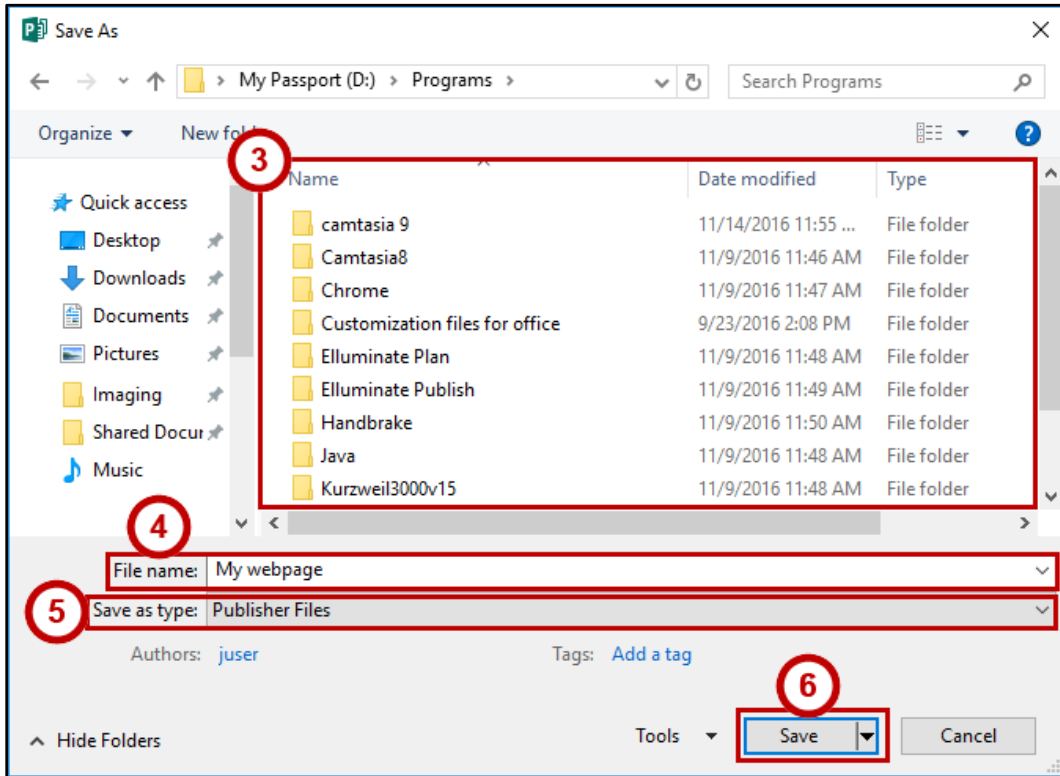 Save As
My Passport (D:) > Programs >
Search Programs
Organize
New fol
3
Name Date modified Type
Quick access
Desktop
Downloads
Documents
Pictures
Imaging
Shared Docur
Music
camtasia 9 11/14/2016 11:55 ... File folder
Camtasia8 11/9/2016 11:46 AM File folder
Chrome 11/9/2016 11:47 AM File folder
Customization files for office 9/23/2016 2:08 PM File folder
Elluminate Plan 11/9/2016 11:48 AM File folder
Elluminate Publish 11/9/2016 11:49 AM File folder
Handbrake 11/9/2016 11:50 AM File folder
Java 11/9/2016 11:48 AM File folder
Kurzweil3000v15 11/9/2016 11:48 AM File folder
4
File name: My webpage
5
Save as type: Publisher Files
Authors: juser Tags: Add a tag
6
Hide Folders
Tools Save Cancel